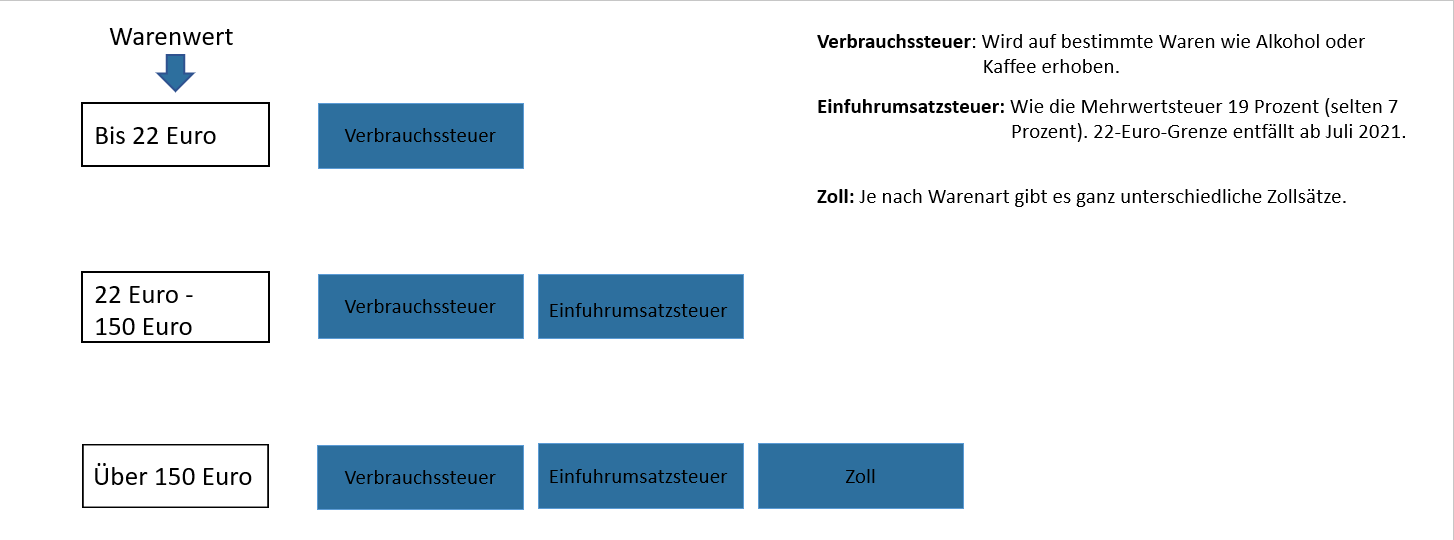 Warenwert
Bis 22 Euro
Verbrauchssteuer
22 Euro -
150 Euro
Verbrauchssteuer
Einfuhrumsatzsteuer
Über 150 Euro
Verbrauchssteuer
Einfuhrumsatzsteuer
Zoll
Verbrauchssteuer: Wird auf bestimmte Waren wie Alkohol oder
Kaffee erhoben.
Einfuhrumsatzsteuer: Wie die Mehrwertsteuer 19 Prozent (selten 7
Prozent). 22-Euro-Grenze entfällt ab Juli 2021.
Zoll: Je nach Warenart gibt es ganz unterschiedliche Zollsätze.